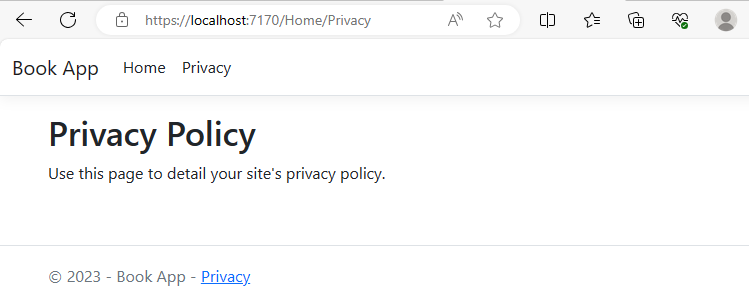 https://localhost:7170/Home/Privacy
Book App Home Privacy
Privacy Policy
Use this page to detail your site's privacy policy.
© 2023 - Book App - Privacy